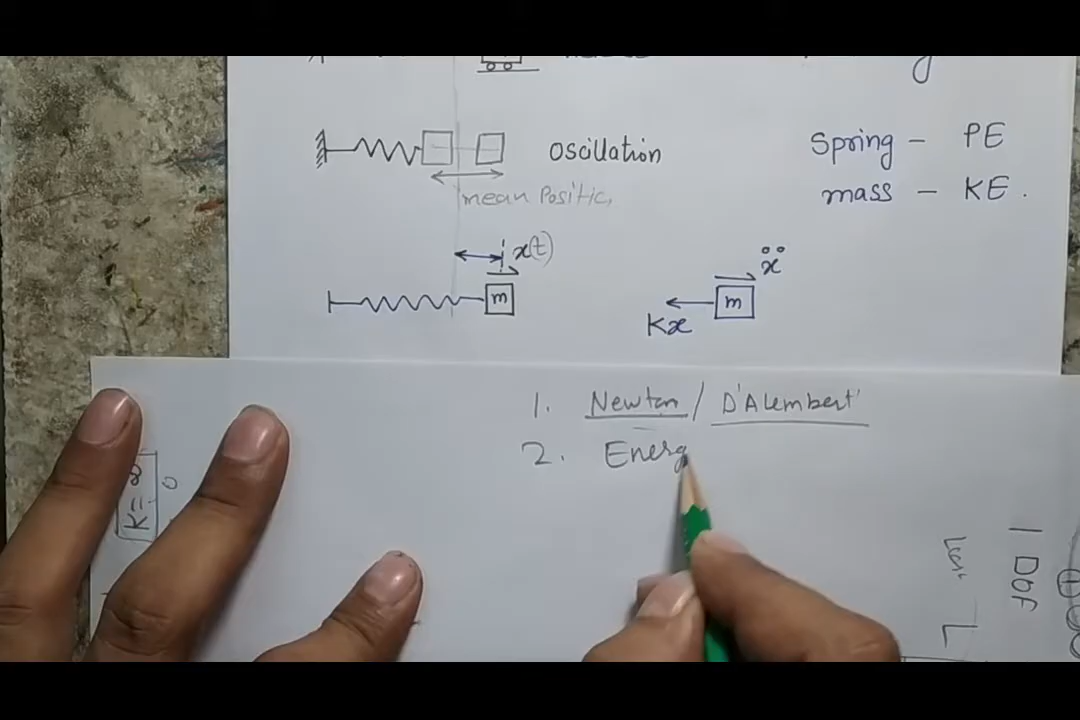 oscillation
Spring - PE
mean Positic,
mass - KE.
x(t)
ẍ
m
m
Kx
1. Newton / D'Alembert
2. Energ
K=
1 DOF